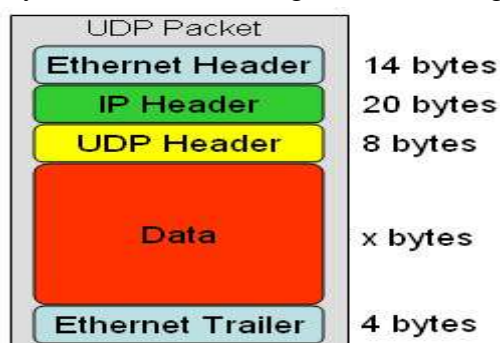 UDP Packet
Ethernet Header 14 bytes
IP Header 20 bytes
UDP Header 8 bytes
Data x bytes
Ethernet Trailer 4 bytes